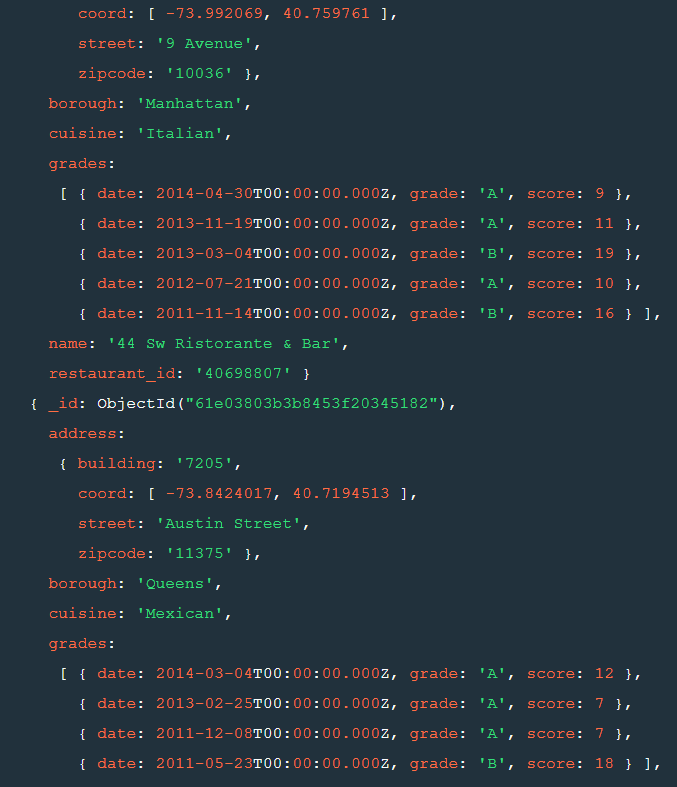 coord: [ -73.992069, 40.759761 ],
street: '9 Avenue',
zipcode: '10036' },
borough: 'Manhattan',
cuisine: 'Italian',
grades:
[ { date: 2014-04-30T00:00:00.000Z, grade: 'A', score: 9 },
{ date: 2013-11-19T00:00:00.000Z, grade: 'A', score: 11 },
{ date: 2013-03-04T00:00:00.000Z, grade: 'B', score: 19 },
{ date: 2012-07-21T00:00:00.000Z, grade: 'A', score: 10 },
{ date: 2011-11-14T00:00:00.000Z, grade: 'B', score: 16 } ],
name: '44 Sw Ristorante & Bar',
restaurant_id: '40698807' }
{ _id: ObjectId("61e03803b3b8453f20345182"),
address:
{ building: '7205',
coord: [ -73.8424017, 40.7194513 ],
street: 'Austin Street',
zipcode: '11375' },
borough: 'Queens',
cuisine: 'Mexican',
grades:
[ { date: 2014-03-04T00:00:00.000Z, grade: 'A', score: 12 },
{ date: 2013-02-25T00:00:00.000Z, grade: 'A', score: 7 },
{ date: 2011-12-08T00:00:00.000Z, grade: 'A', score: 7 },
{ date: 2011-05-23T00:00:00.000Z, grade: 'B', score: 18 } ],